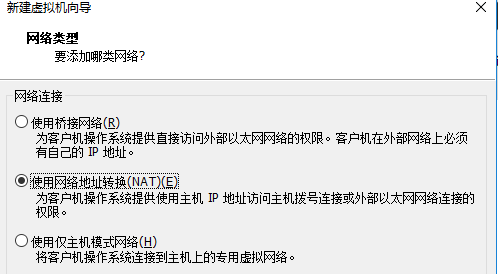 新建虚拟机向导
网络类型
要添加哪类网络?
网络连接
使用桥接网络(R)
为客户机操作系统提供直接访问外部以太网网络的权限。客户机在外部网络上必须
有自己的 IP 地址。
使用网络地址转换(NAT)(E)
为客户机操作系统提供使用主机 IP 地址访问主机拨号连接或外部以太网网络连接的
权限。
使用仅主机模式网络(H)
将客户机操作系统连接到主机上的专用虚拟网络。